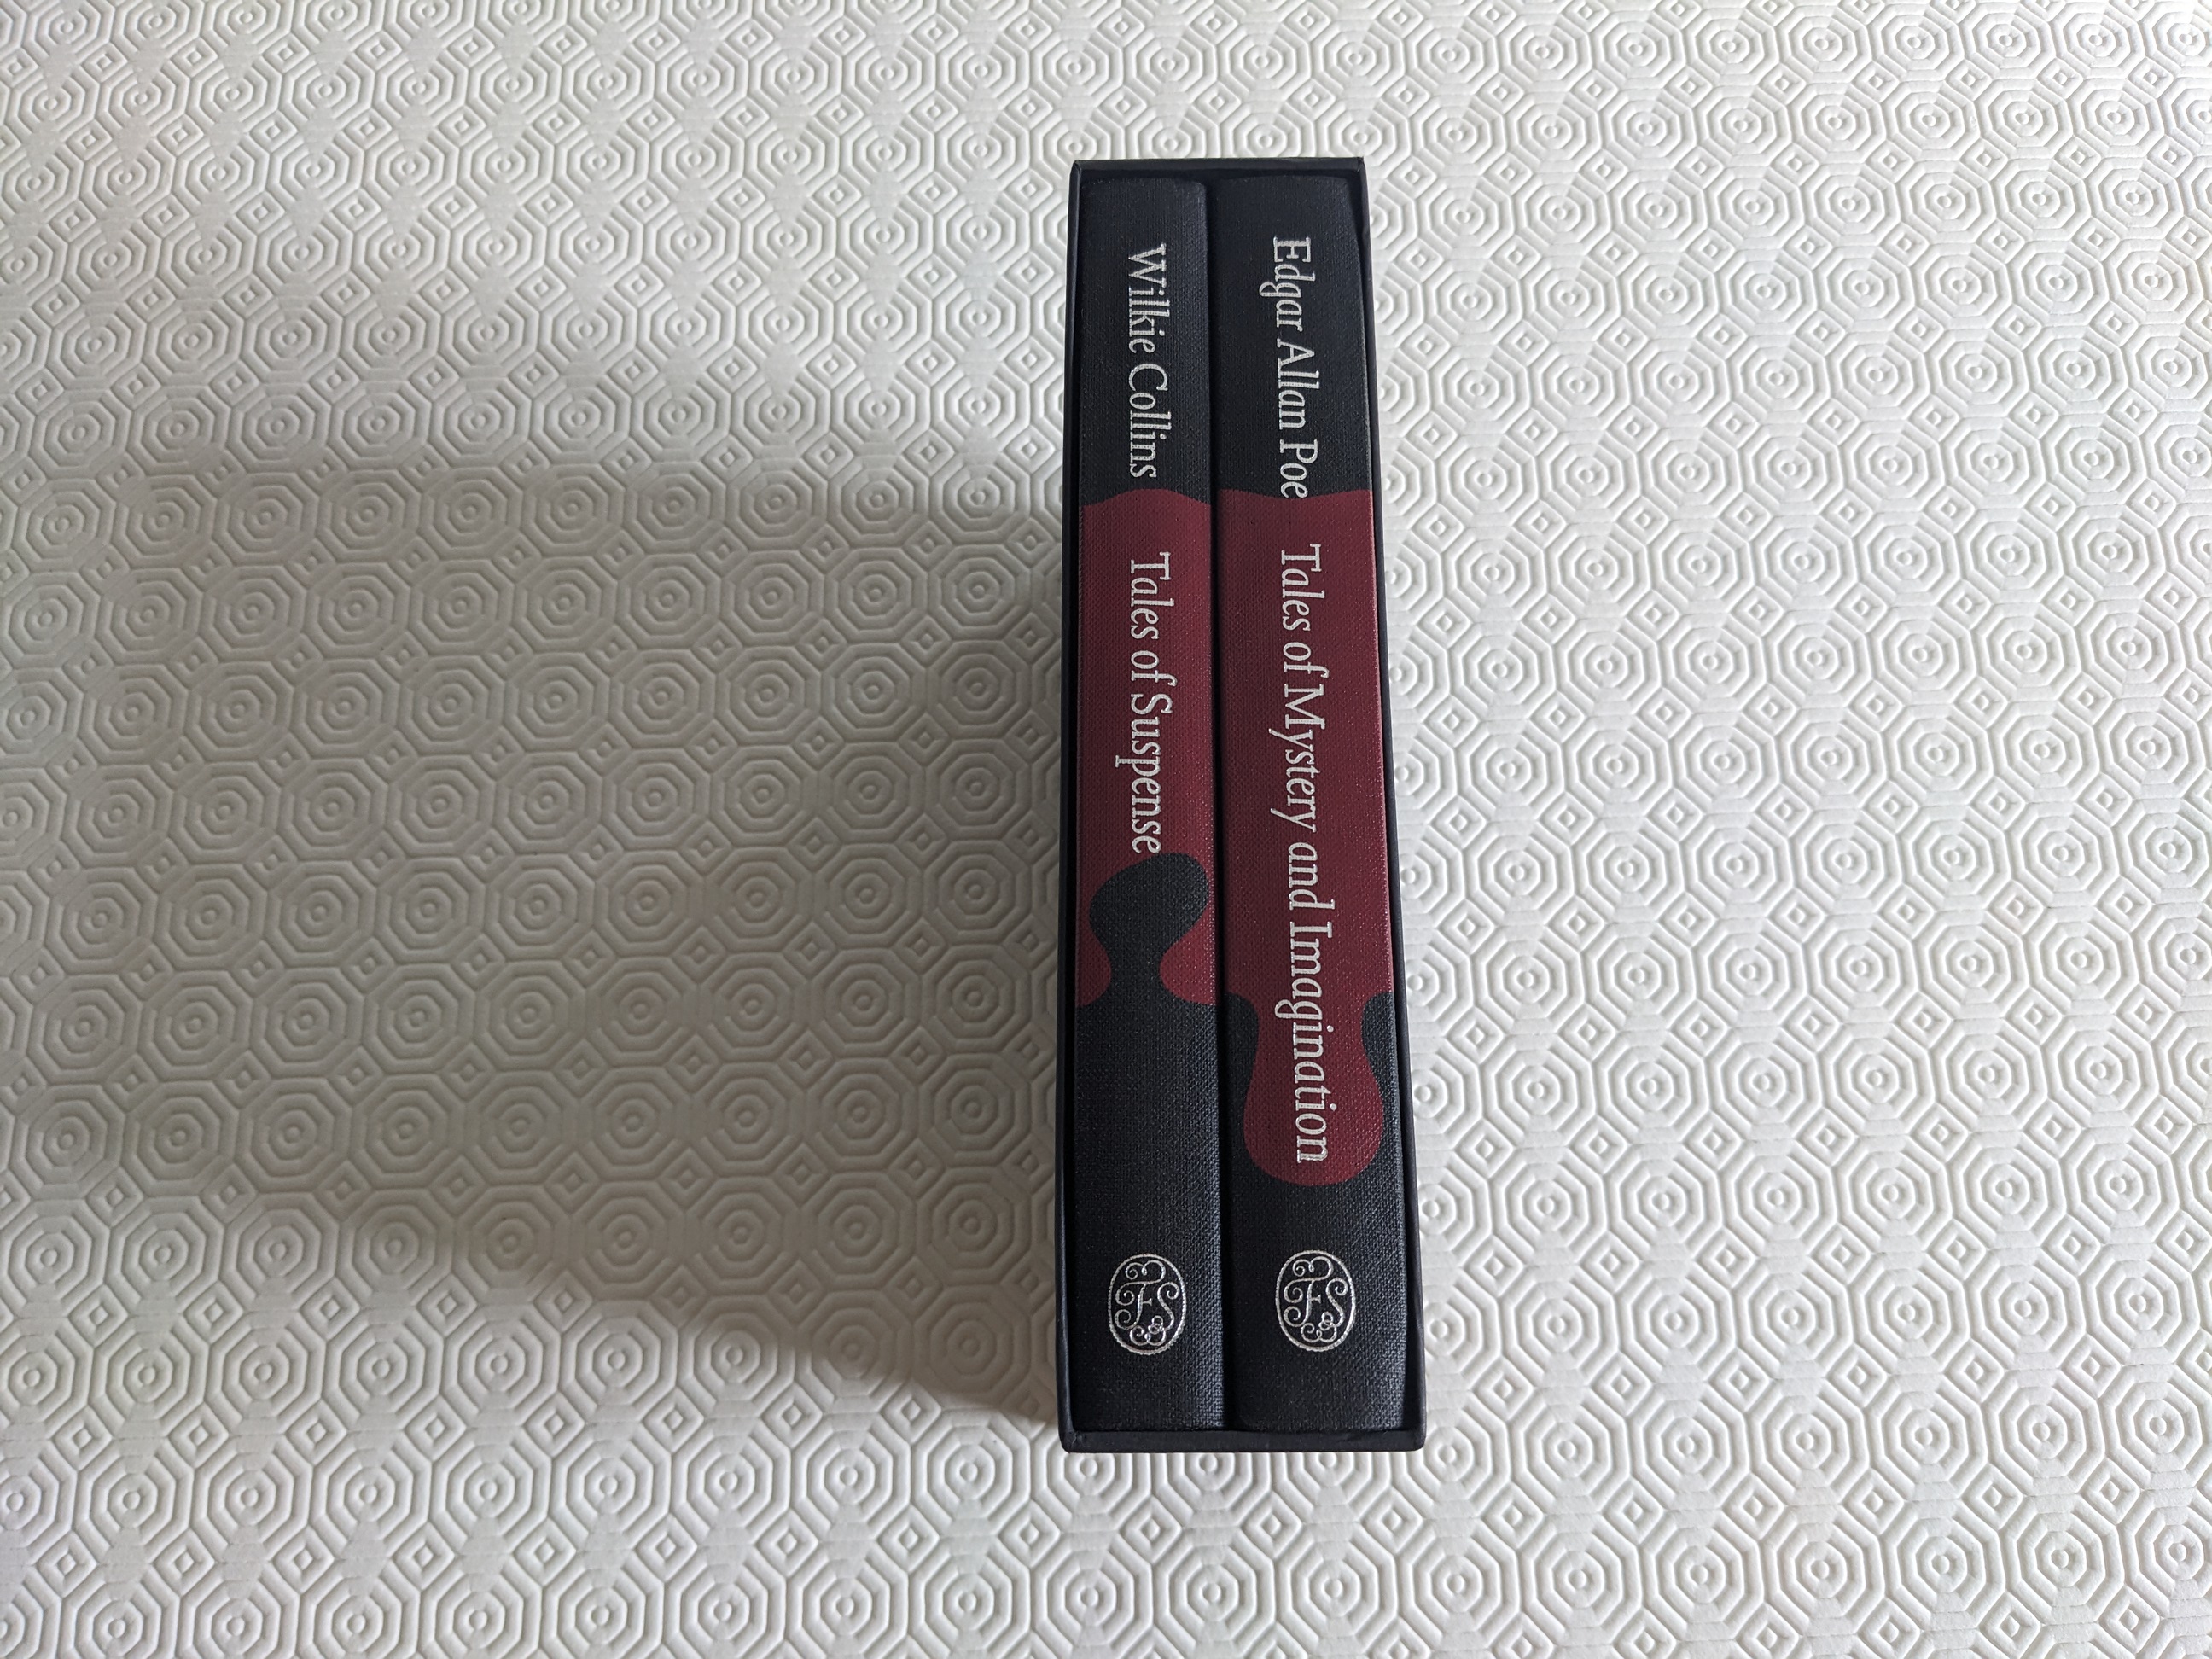 Wilkie Collins Tales of Suspense
FS
Edgar Allan Poe Tales of Mystery and Imagination
FS